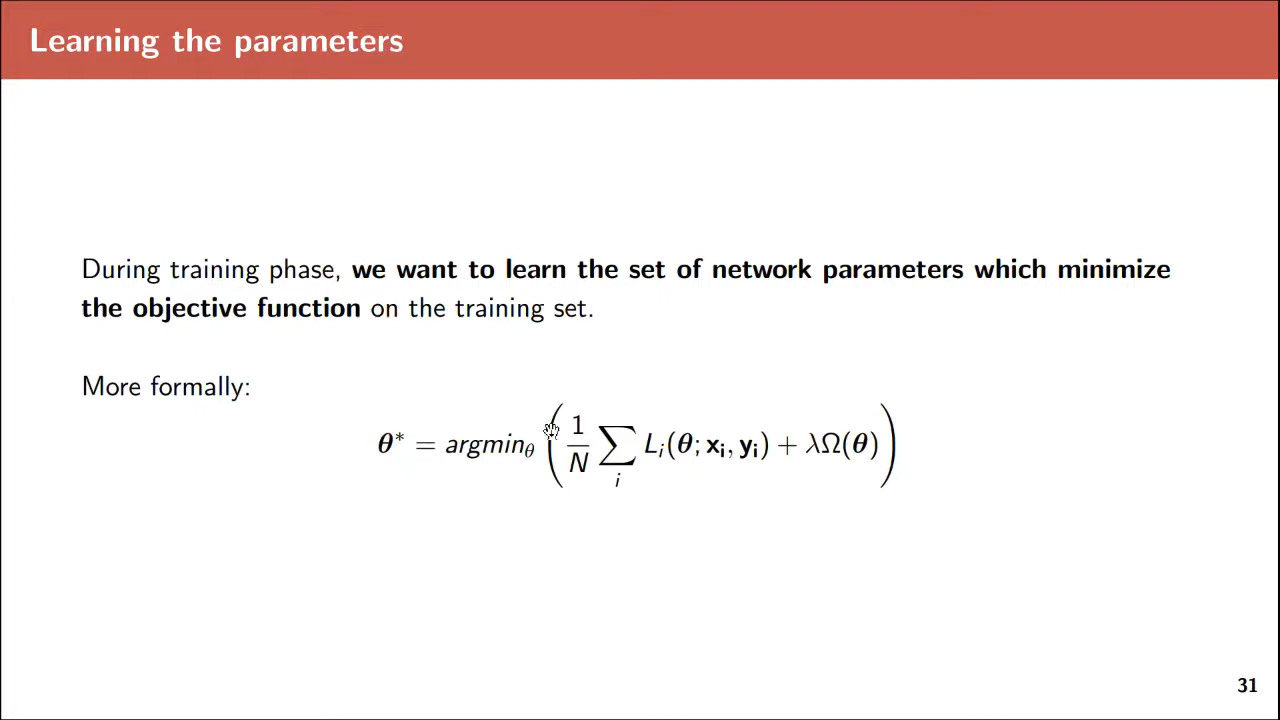 Learning the parameters
During training phase, we want to learn the set of network parameters which minimize
the objective function on the training set.
More formally:
θ* = argmin_θ ( 1/N ∑_i L_i(θ; x_i, y_i) + λΩ(θ) )
31